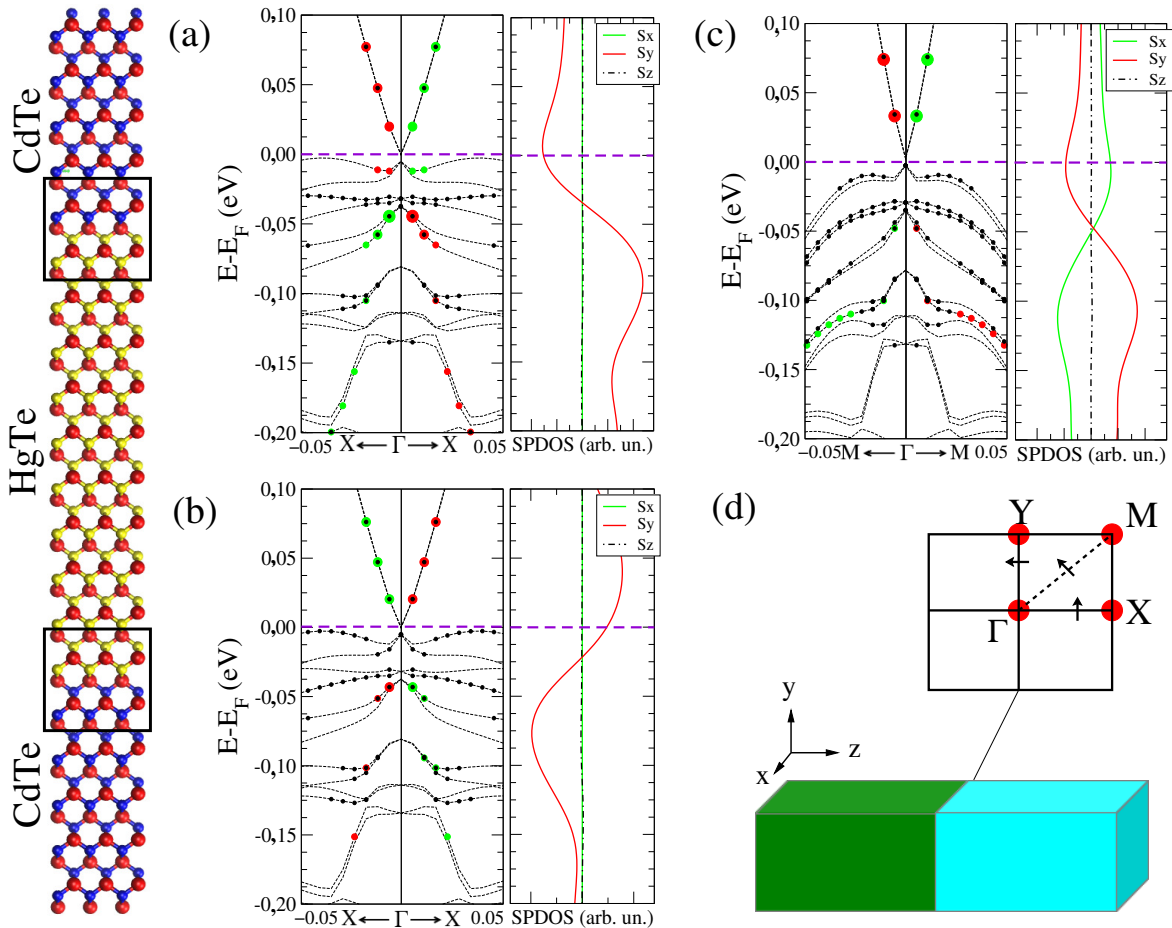 CdTe
HgTe
CdTe
(a)
0,10
0,05
0,00
-0,05
-0,10
-0,15
-0,20
E-E_F (eV)
-0.05 X ← Γ → X 0.05
Sx
Sy
Sz
SPDOS (arb. un.)
(b)
0,10
0,05
0,00
-0,05
-0,10
-0,15
-0,20
E-E_F (eV)
-0.05 X ← Γ → X 0.05
Sx
Sy
Sz
SPDOS (arb. un.)
(c)
0,10
0,05
0,00
-0,05
-0,10
-0,15
-0,20
E-E_F (eV)
-0.05 M ← Γ → M 0.05
Sx
Sy
Sz
SPDOS (arb. un.)
(d)
Y
M
Γ
X
y
z
x